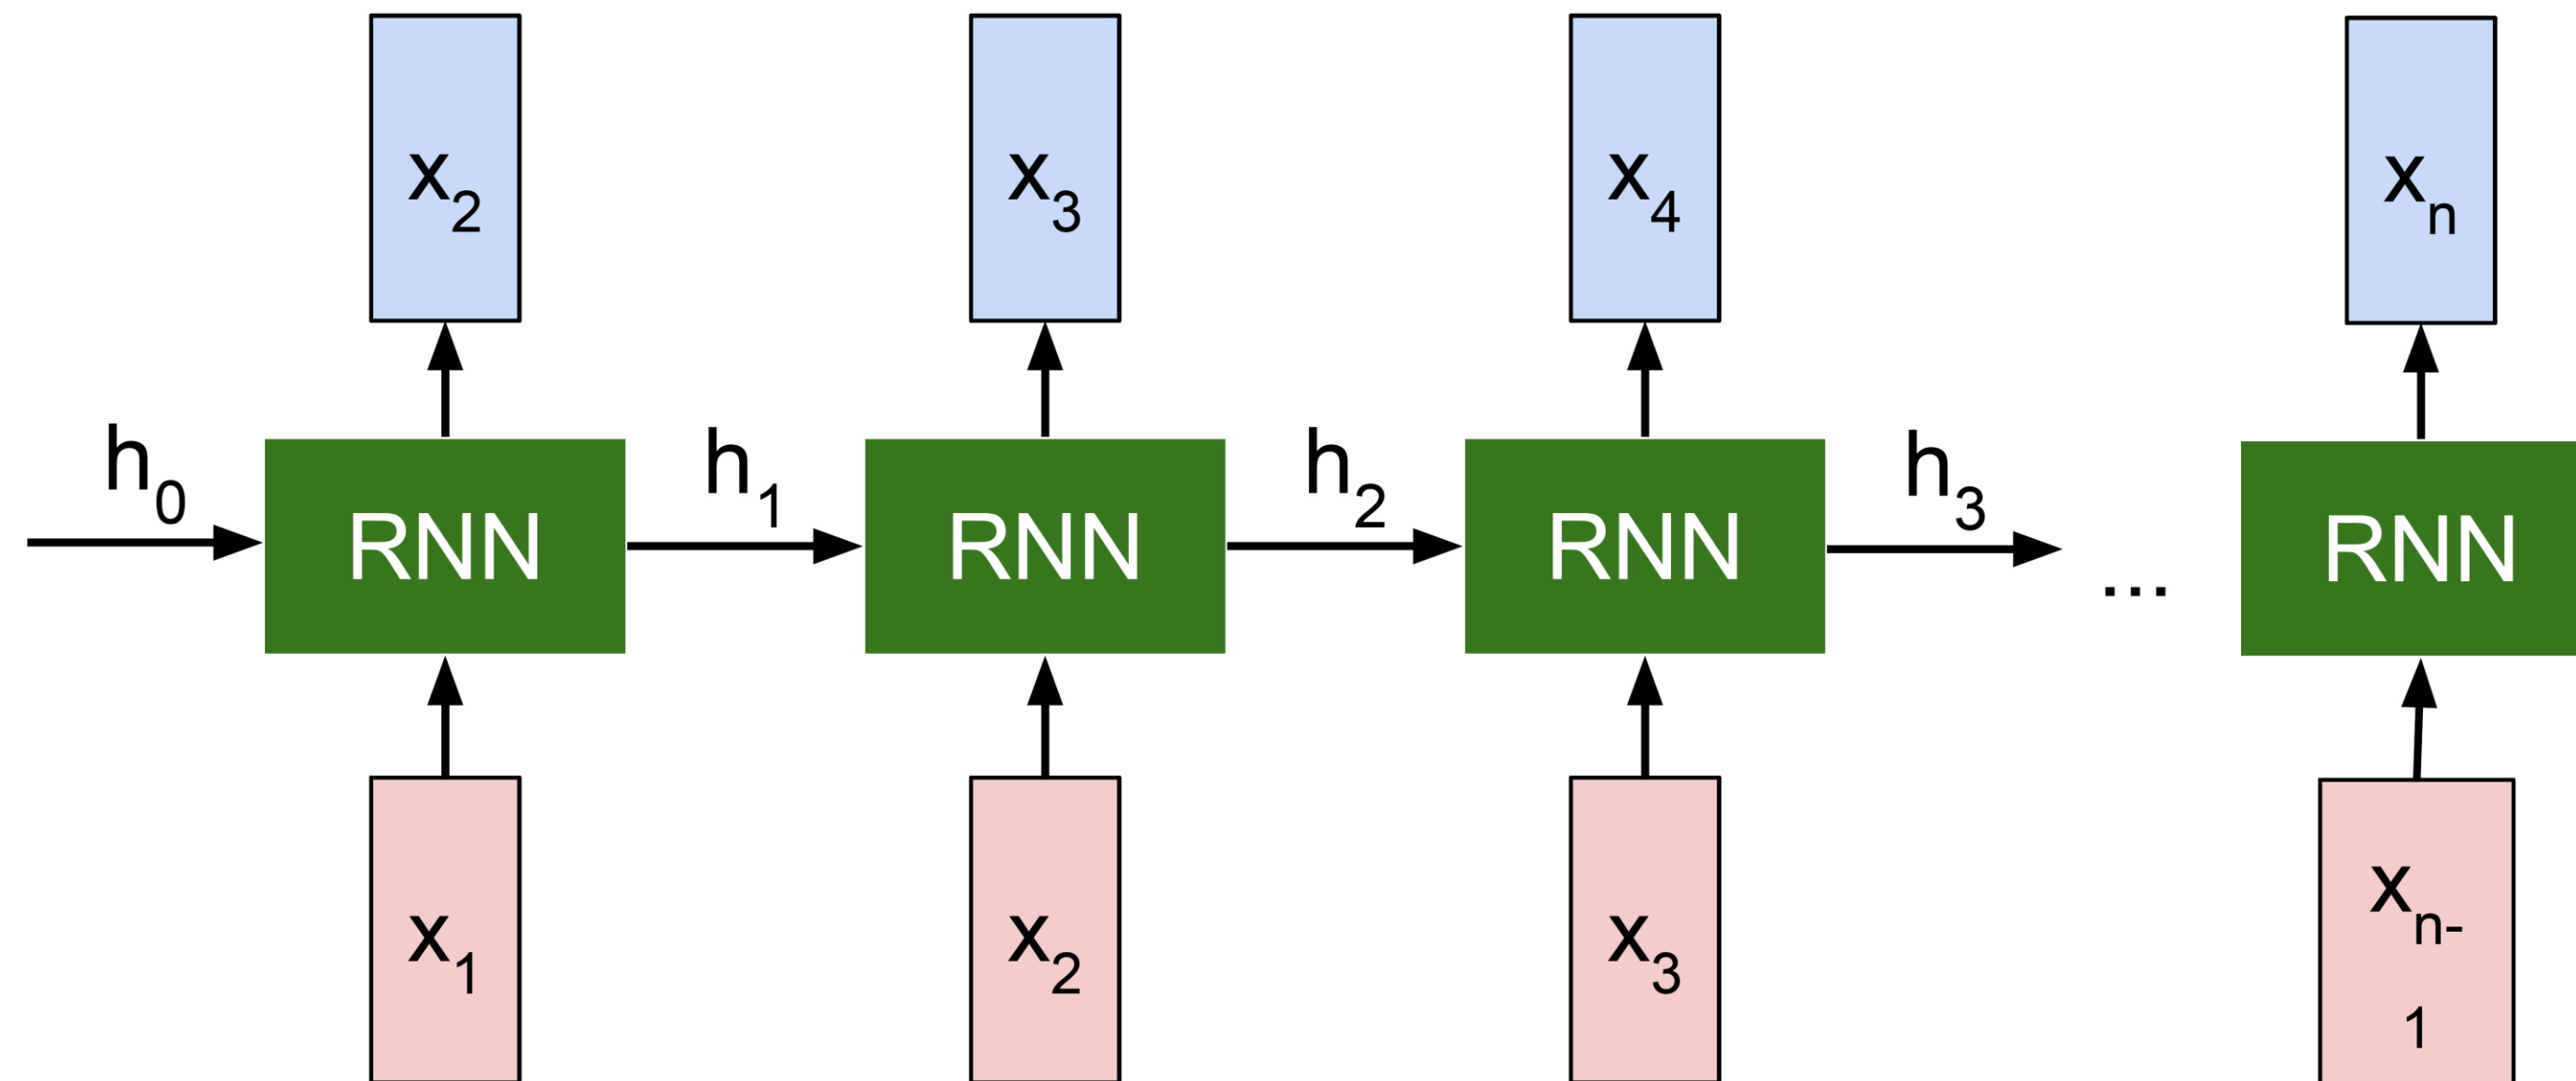 x₂ x₃ x₄ xₙ
h₀ h₁ h₂ h₃
RNN RNN RNN ... RNN
x₁ x₂ x₃ xₙ₋
₁